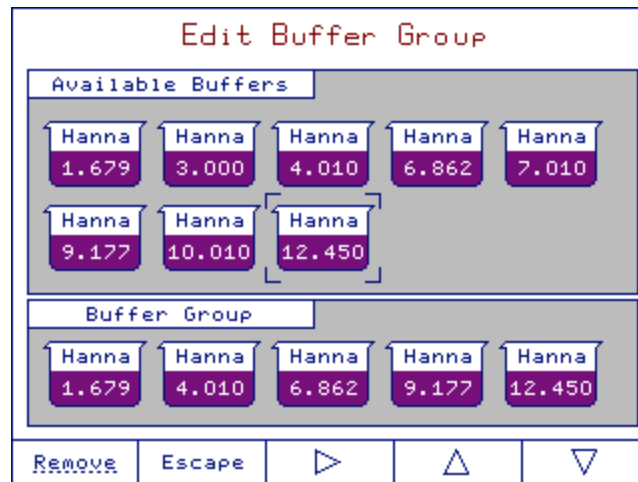 Edit Buffer Group
Available Buffers
Hanna Hanna Hanna Hanna Hanna
1.679 3.000 4.010 6.862 7.010
Hanna Hanna Hanna
9.177 10.010 12.450
Buffer Group
Hanna Hanna Hanna Hanna Hanna
1.679 4.010 6.862 9.177 12.450
Remove Escape